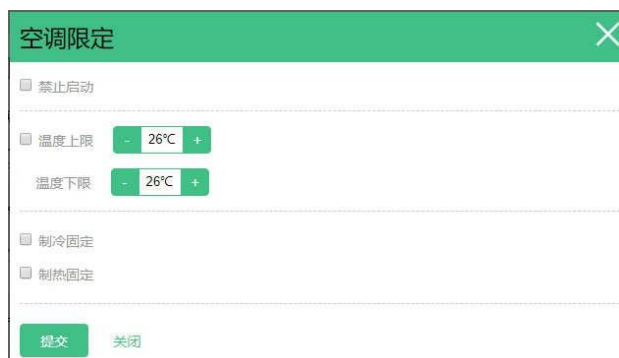 空调限定
禁止启动
温度上限 - 26℃ +
温度下限 - 26℃ +
制冷固定
制热固定
提交 关闭